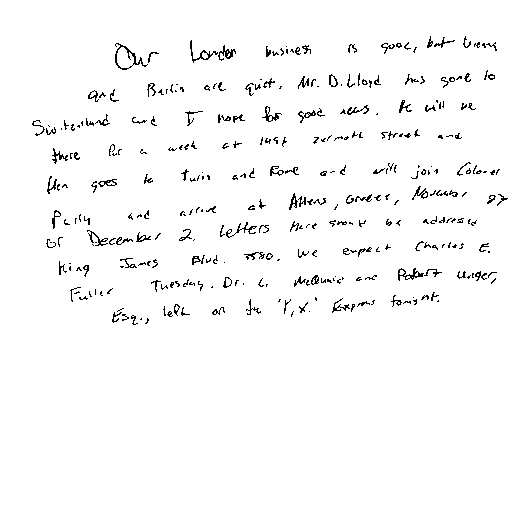 Our London business is good, but Vienna
and Berlin are quiet. Mr. D. Lloyd has gone to
Switzerland and I hope for good news. He will be
there for a week at 1496 Zermott Street and
then goes to Turin and Rome and will join Colonel
Parry and arrive at Athens, Greece, November 27
or December 2. Letters there should be addressed
King James Blvd. 3580. We expect Charles E.
Fuller Tuesday. Dr. L. McQuaid and Robert Unger,
Esq., left on the 'Y.X.' Express tonight.